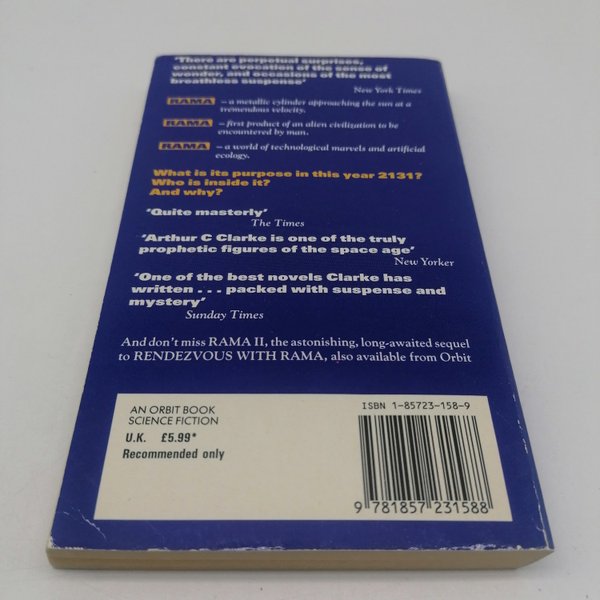 'There are perpetual surprises,
constant evocation of the sense of
wonder, and occasions of the most
breathless suspense'
New York Times
RAMA – a metallic cylinder approaching the sun at a
tremendous velocity.
RAMA – first product of an alien civilization to be
encountered by man.
RAMA – a world of technological marvels and artificial
ecology.
What is its purpose in this year 2131?
Who is inside it?
And why?
'Quite masterly'
The Times
'Arthur C Clarke is one of the truly
prophetic figures of the space age'
New Yorker
'One of the best novels Clarke has
written . . . packed with suspense and
mystery'
Sunday Times
And don't miss RAMA II, the astonishing, long-awaited sequel
to RENDEZVOUS WITH RAMA, also available from Orbit
AN ORBIT BOOK
SCIENCE FICTION
U.K. £5.99*
Recommended only
ISBN 1-85723-158-9
9 781857 231588